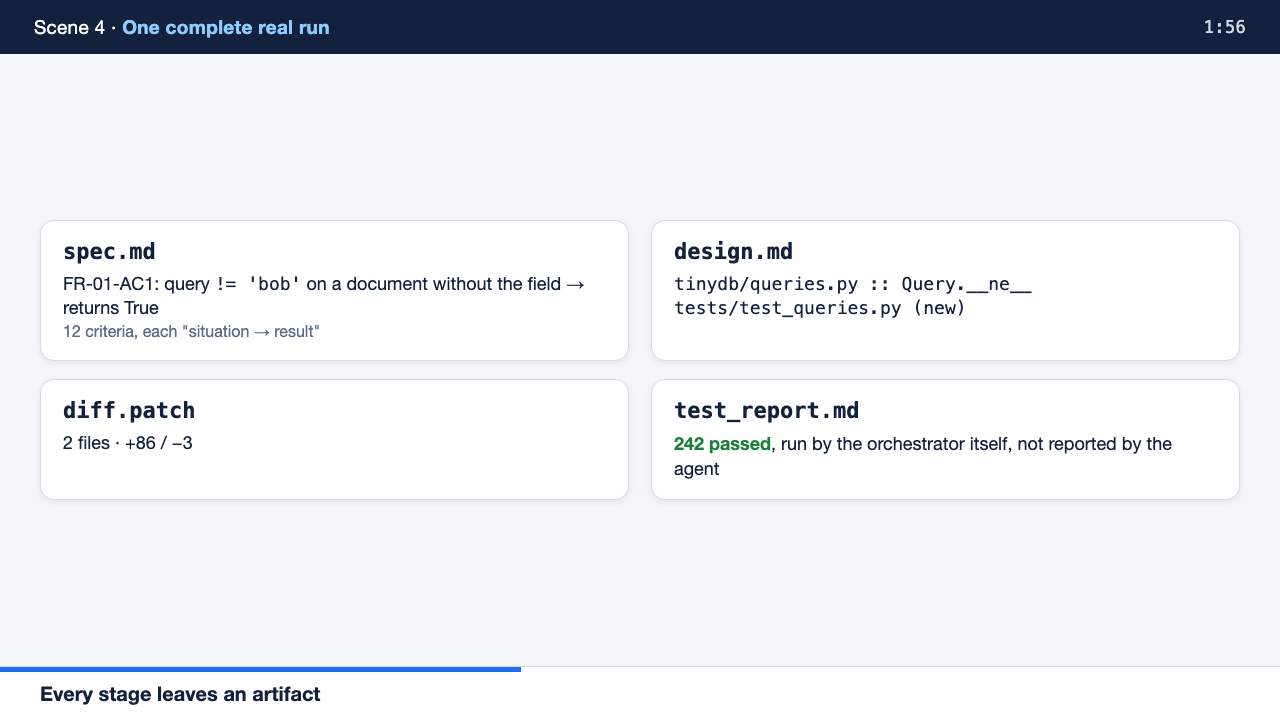 Scene 4 · One complete real run
1:56
spec.md
FR-01-AC1: query != 'bob' on a document without the field →
returns True
12 criteria, each "situation → result"
design.md
tinydb/queries.py :: Query.__ne__
tests/test_queries.py (new)
diff.patch
2 files · +86 / −3
test_report.md
242 passed, run by the orchestrator itself, not reported by the
agent
Every stage leaves an artifact